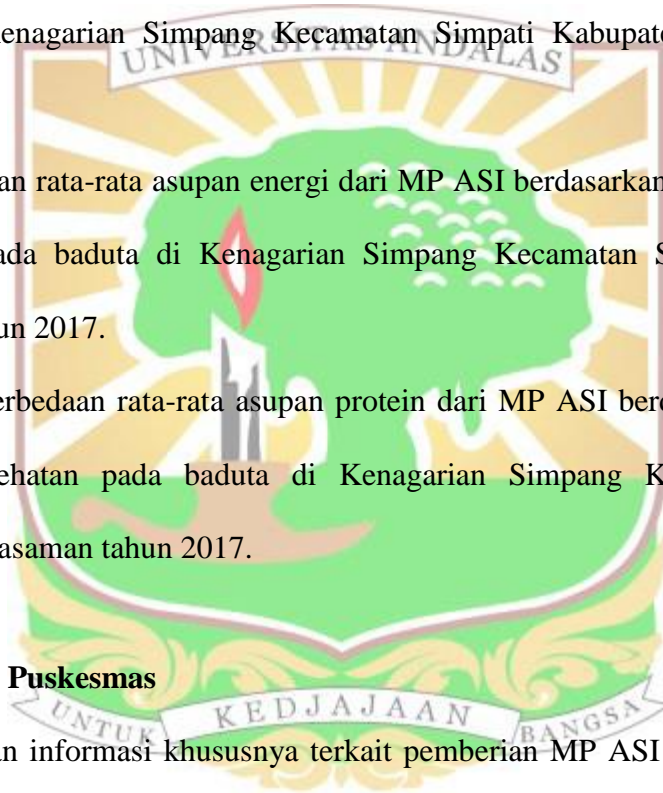 enagarian Simpang Kecamatan Simpati Kabupat
UNIVERSITAS ANDALAS
an rata-rata asupan energi dari MP ASI berdasarkan
ada baduta di Kenagarian Simpang Kecamatan S
un 2017.
erbedaan rata-rata asupan protein dari MP ASI ber
ehatan pada baduta di Kenagarian Simpang K
asaman tahun 2017.
Puskesmas
UNTUK KEDJAJAAN BANGSA
an informasi khususnya terkait pemberian MP ASI